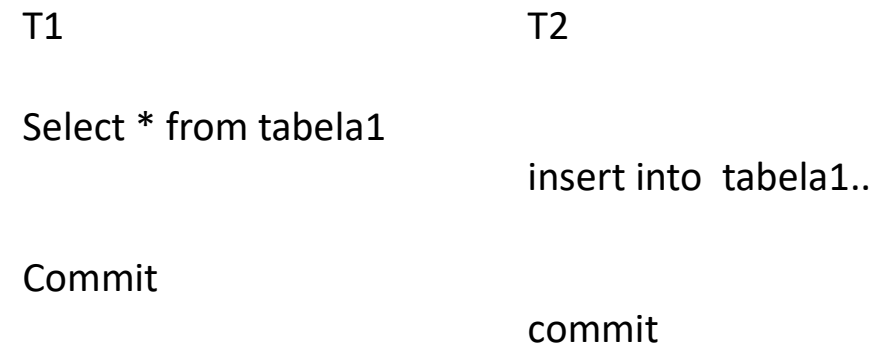 T1 T2
Select * from tabela1
insert into tabela1..
Commit
commit